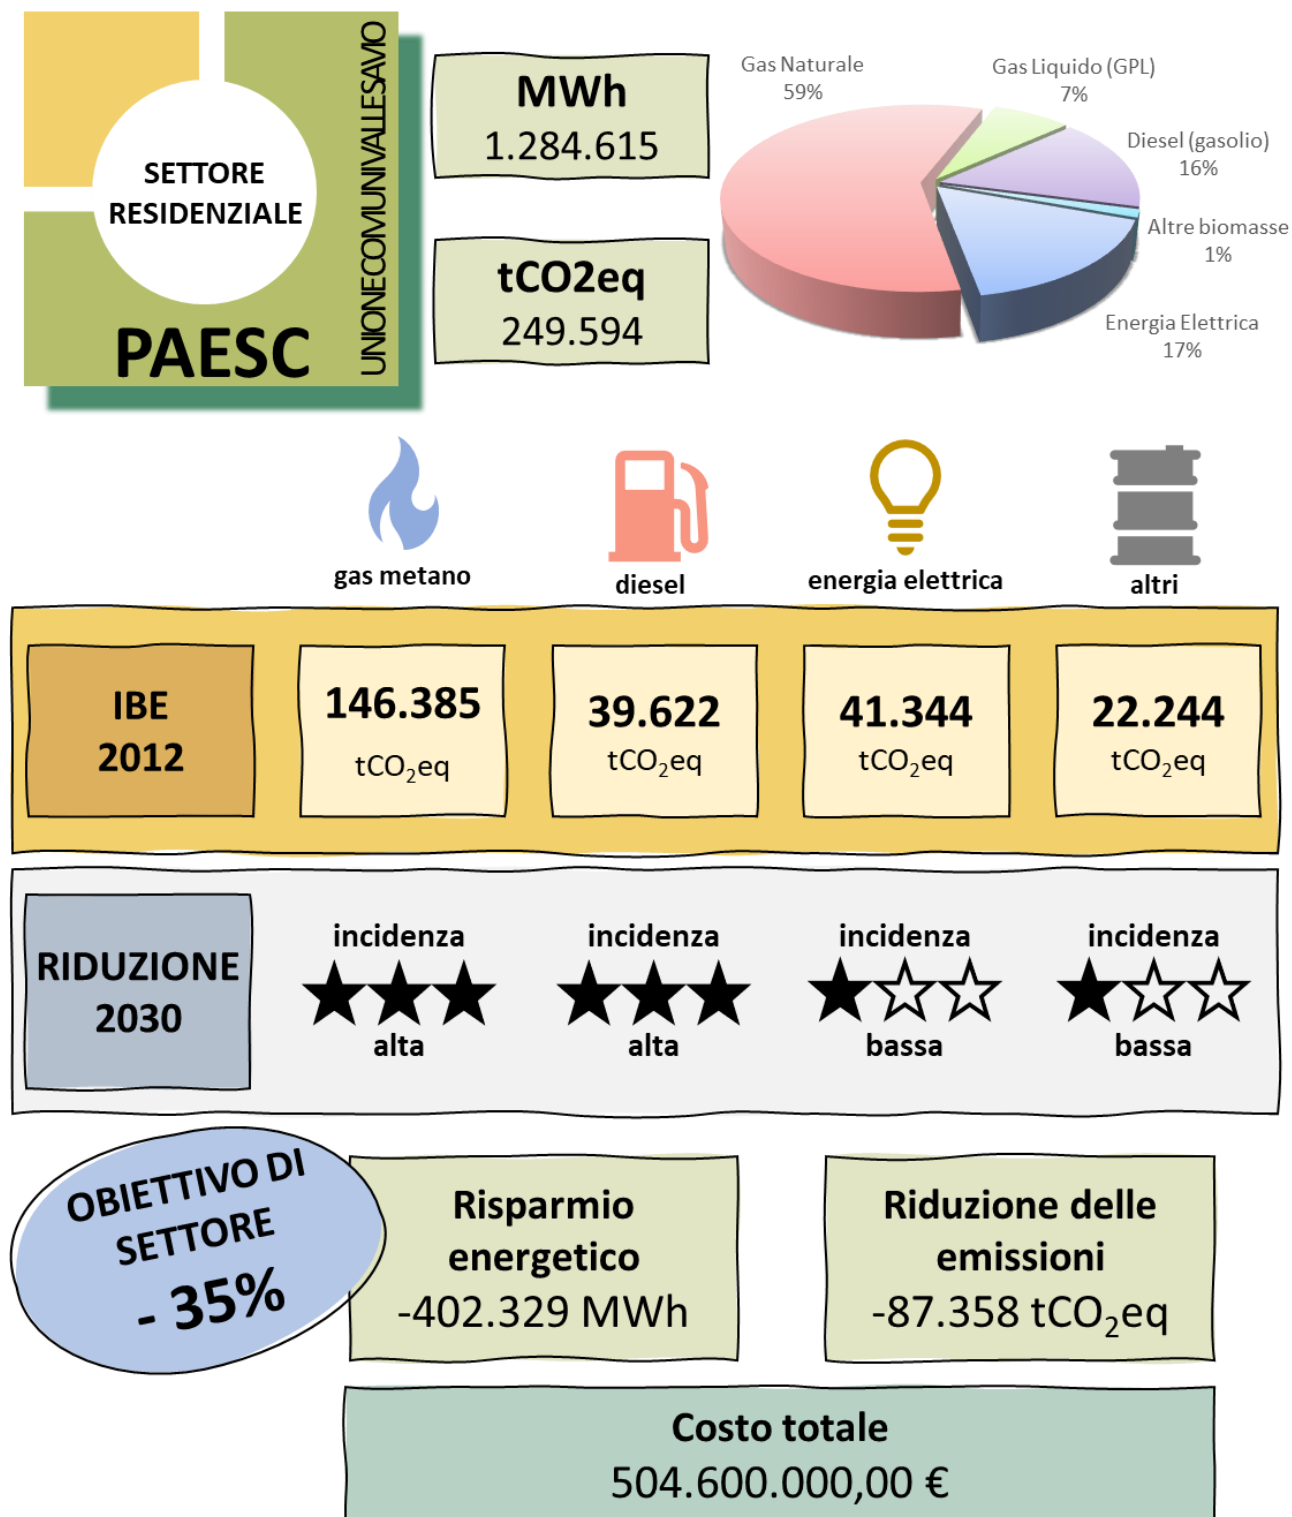 SETTORE
RESIDENZIALE
PAESC
UNIONECOMUNIVALLESAVIO
MWh
1.284.615
tCO2eq
249.594
Gas Naturale
59%
Gas Liquido (GPL)
7%
Diesel (gasolio)
16%
Altre biomasse
1%
Energia Elettrica
17%
gas metano
diesel
energia elettrica
altri
IBE
2012
146.385
tCO₂eq
39.622
tCO₂eq
41.344
tCO₂eq
22.244
tCO₂eq
RIDUZIONE
2030
incidenza
alta
incidenza
alta
incidenza
bassa
incidenza
bassa
OBIETTIVO DI
SETTORE
- 35%
Risparmio
energetico
-402.329 MWh
Riduzione delle
emissioni
-87.358 tCO₂eq
Costo totale
504.600.000,00 €